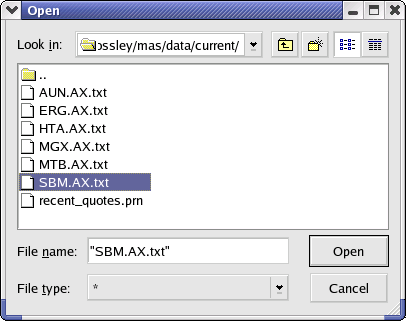 Open
Look in: ossley/mas/data/current/
..
AUN.AX.txt
ERG.AX.txt
HTA.AX.txt
MGX.AX.txt
MTB.AX.txt
SBM.AX.txt
recent_quotes.prn
File name: "SBM.AX.txt" Open
File type: * Cancel